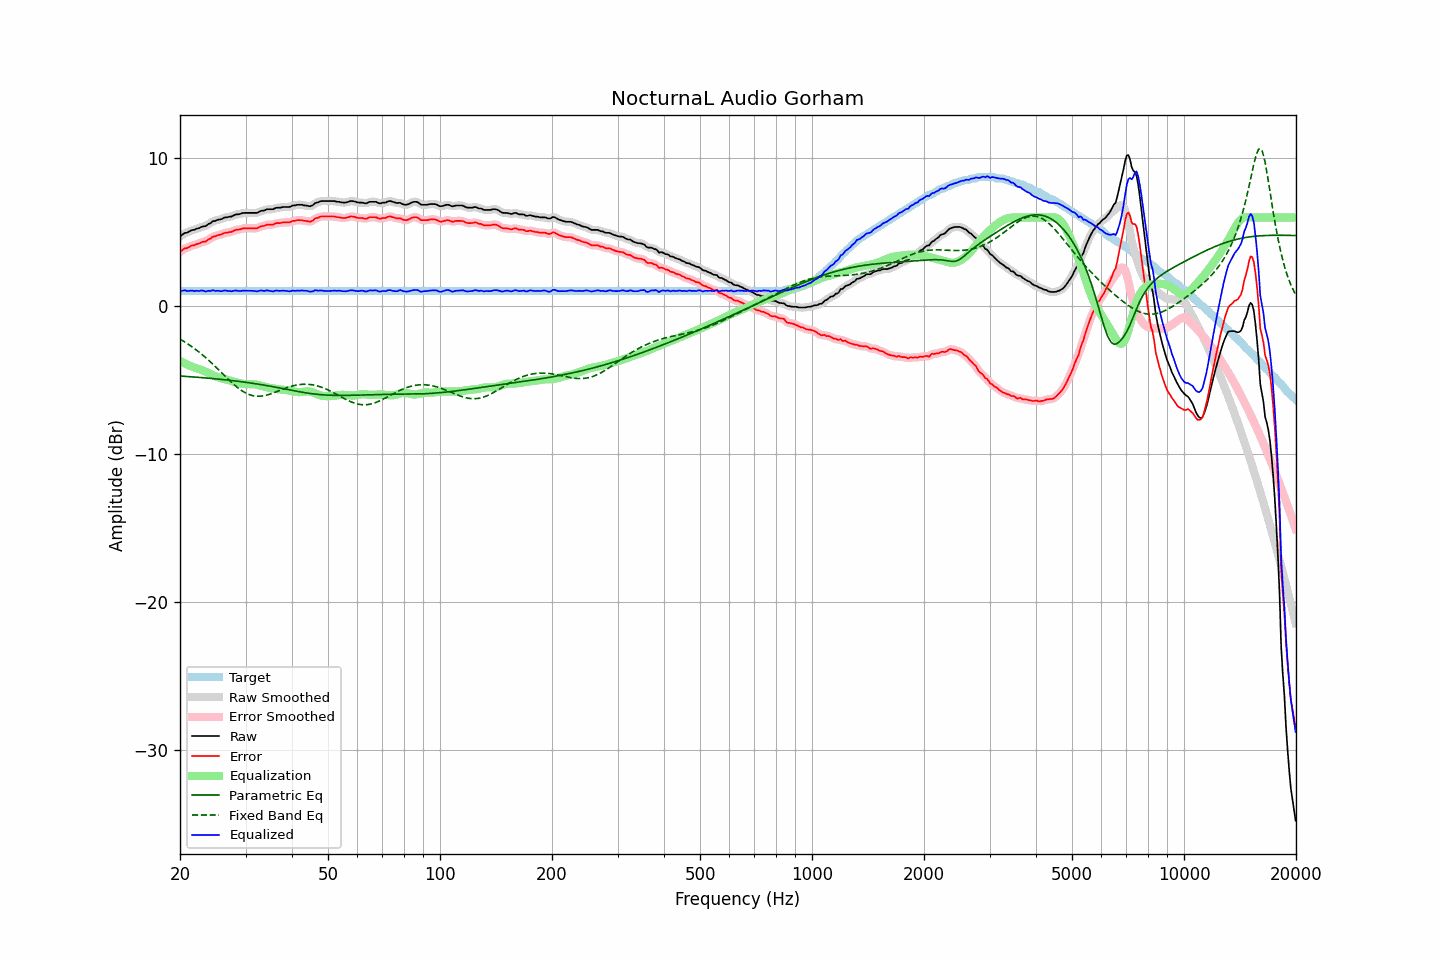 NocturnaL Audio Gorham
Amplitude (dBr)
10
0
−10
−20
−30
Target
Raw Smoothed
Error Smoothed
Raw
Error
Equalization
Parametric Eq
Fixed Band Eq
Equalized
20 50 100 200 500 1000 2000 5000 10000 20000
Frequency (Hz)